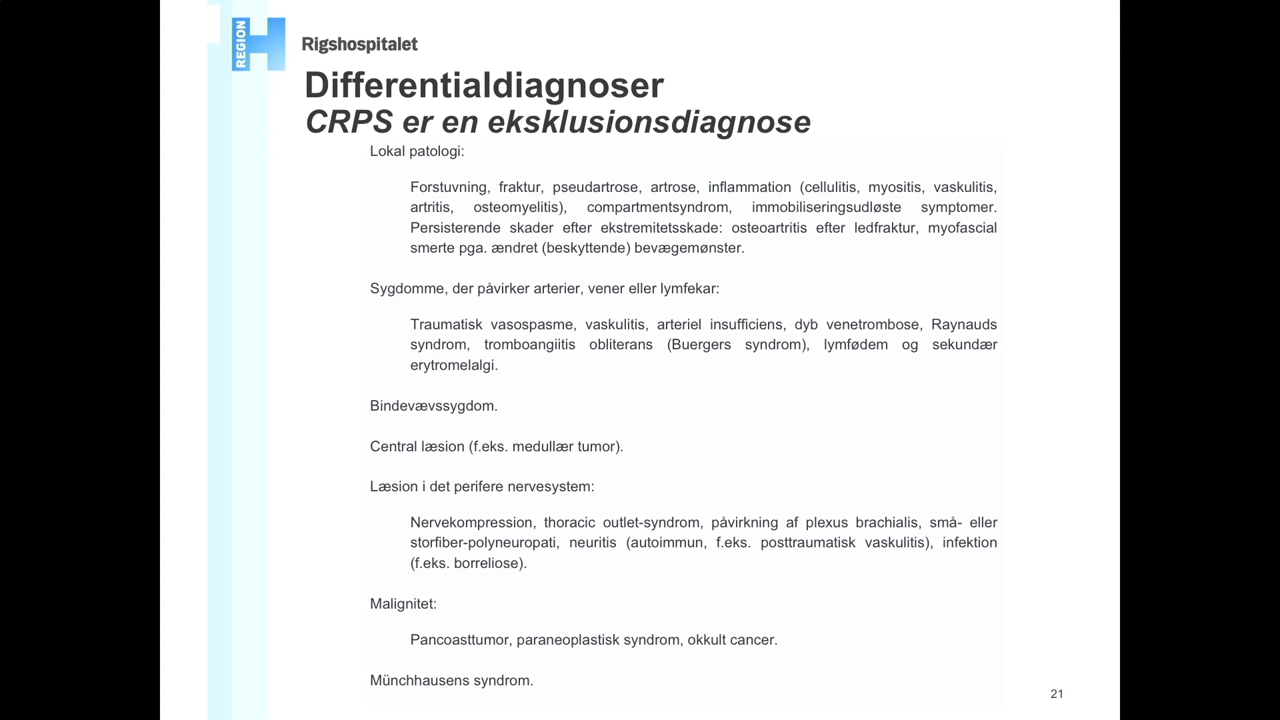 REGION
Rigshospitalet
Differentialdiagnoser
CRPS er en eksklusionsdiagnose
Lokal patologi:
Forstuvning, fraktur, pseudartrose, artrose, inflammation (cellulitis, myositis, vaskulitis,
artritis, osteomyelitis), compartmentsyndrom, immobiliseringsudløste symptomer.
Persisterende skader efter ekstremitetsskade: osteoartritis efter ledfraktur, myofascial
smerte pga. ændret (beskyttende) bevægemønster.
Sygdomme, der påvirker arterier, vener eller lymfekar:
Traumatisk vasospasme, vaskulitis, arteriel insufficiens, dyb venetrombose, Raynauds
syndrom, tromboangiitis obliterans (Buergers syndrom), lymfødem og sekundær
erytromelalgi.
Bindevævssygdom.
Central læsion (f.eks. medullær tumor).
Læsion i det perifere nervesystem:
Nervekompression, thoracic outlet-syndrom, påvirkning af plexus brachialis, små- eller
storfiber-polyneuropati, neuritis (autoimmun, f.eks. posttraumatisk vaskulitis), infektion
(f.eks. borreliose).
Malignitet:
Pancoasttumor, paraneoplastisk syndrom, okkult cancer.
Münchhausens syndrom.
21